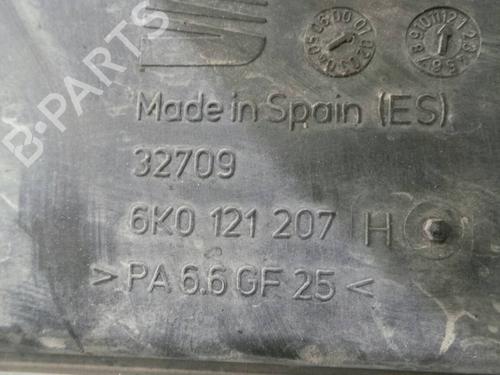 B-PARTS
Made in Spain (ES)
32709
6K0 121 207 H
>PA 6.6 GF 25<